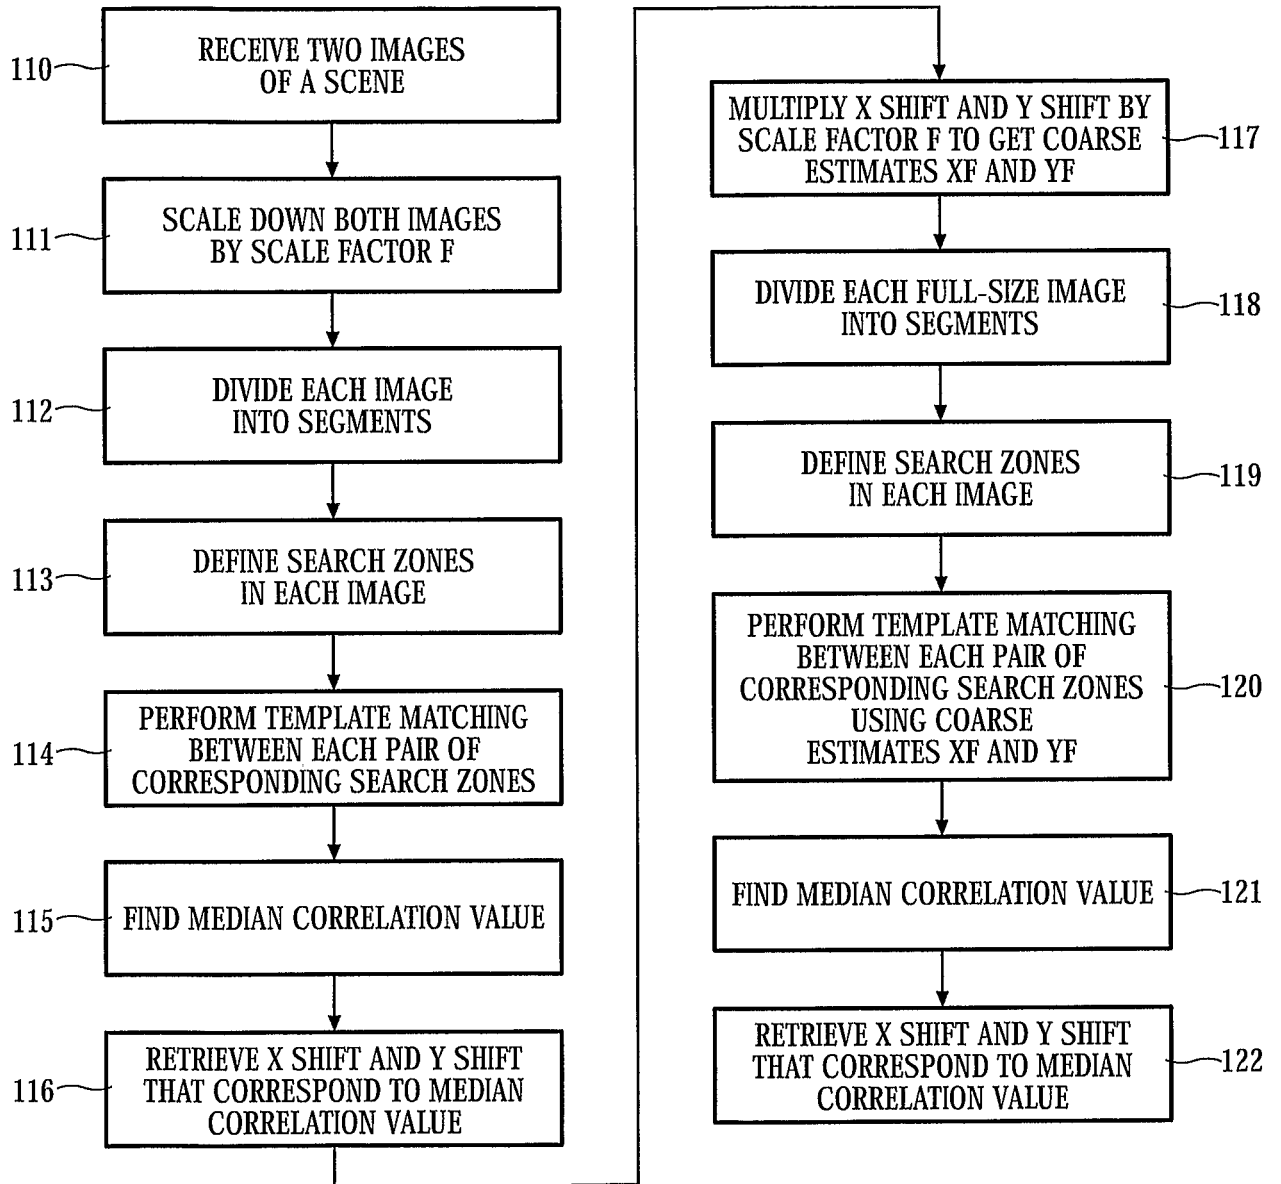 110
RECEIVE TWO IMAGES
OF A SCENE
111
SCALE DOWN BOTH IMAGES
BY SCALE FACTOR F
112
DIVIDE EACH IMAGE
INTO SEGMENTS
113
DEFINE SEARCH ZONES
IN EACH IMAGE
114
PERFORM TEMPLATE MATCHING
BETWEEN EACH PAIR OF
CORRESPONDING SEARCH ZONES
115
FIND MEDIAN CORRELATION VALUE
116
RETRIEVE X SHIFT AND Y SHIFT
THAT CORRESPOND TO MEDIAN
CORRELATION VALUE
MULTIPLY X SHIFT AND Y SHIFT BY
SCALE FACTOR F TO GET COARSE
ESTIMATES XF AND YF
117
DIVIDE EACH FULL-SIZE IMAGE
INTO SEGMENTS
118
DEFINE SEARCH ZONES
IN EACH IMAGE
119
PERFORM TEMPLATE MATCHING
BETWEEN EACH PAIR OF
CORRESPONDING SEARCH ZONES
USING COARSE
ESTIMATES XF AND YF
120
FIND MEDIAN CORRELATION VALUE
121
RETRIEVE X SHIFT AND Y SHIFT
THAT CORRESPOND TO MEDIAN
CORRELATION VALUE
122